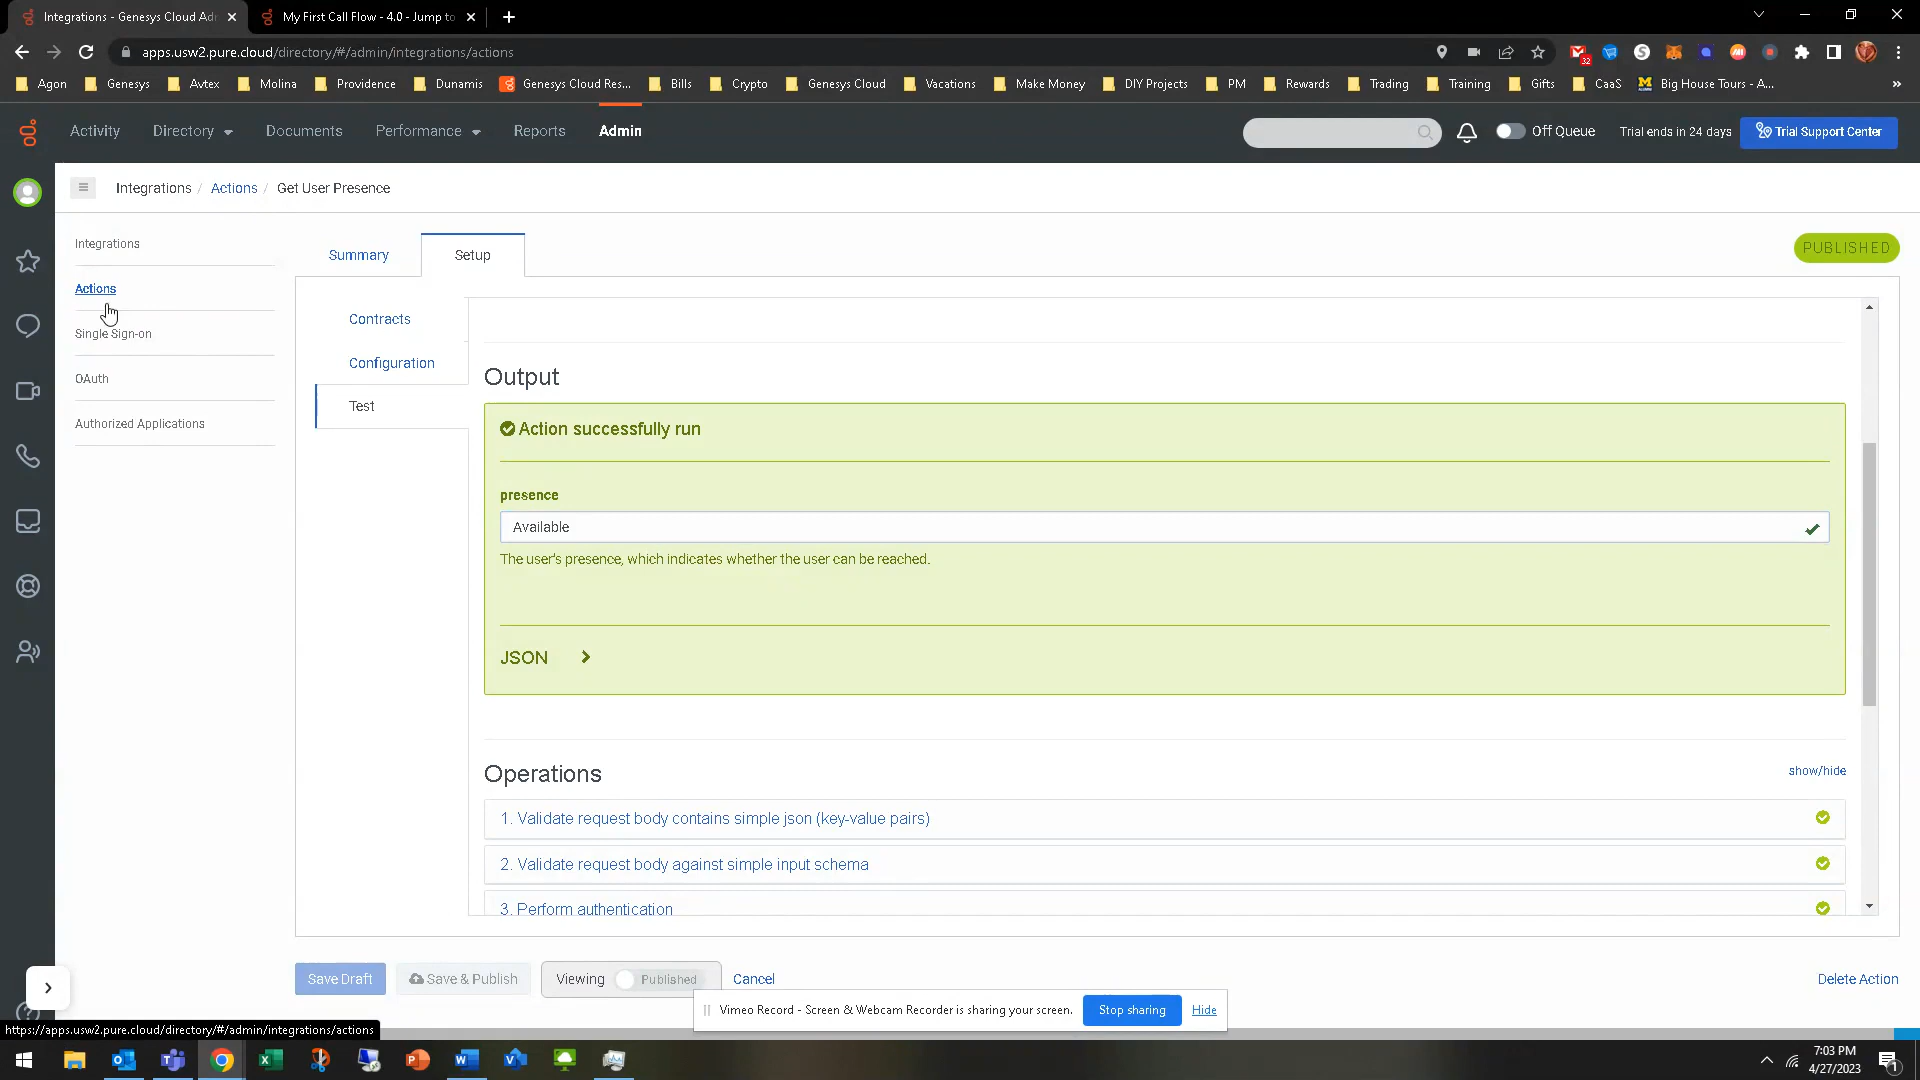 Integrations - Genesys Cloud Adm
My First Call Flow - 4.0 - Jump to
apps.usw2.pure.cloud/directory/#/admin/integrations/actions
32
Agon
Genesys
Avtex
Molina
Providence
Dunamis
Genesys Cloud Res...
Bills
Crypto
Genesys Cloud
Vacations
Make Money
DIY Projects
PM
Rewards
Trading
Training
Gifts
CaaS
Big House Tours - A...
Activity
Directory
Documents
Performance
Reports
Admin
Off Queue
Trial ends in 24 days
Trial Support Center
Integrations / Actions / Get User Presence
Integrations
Actions
Single Sign-on
OAuth
Authorized Applications
Summary
Setup
PUBLISHED
Contracts
Configuration
Test
Output
Action successfully run
presence
Available
The user's presence, which indicates whether the user can be reached.
JSON
Operations
show/hide
1. Validate request body contains simple json (key-value pairs)
2. Validate request body against simple input schema
3. Perform authentication
Save Draft
Save & Publish
Viewing
Published
Cancel
Delete Action
Vimeo Record - Screen & Webcam Recorder is sharing your screen.
Stop sharing
Hide
https://apps.usw2.pure.cloud/directory/#/admin/integrations/actions
7:03 PM
4/27/2023
1